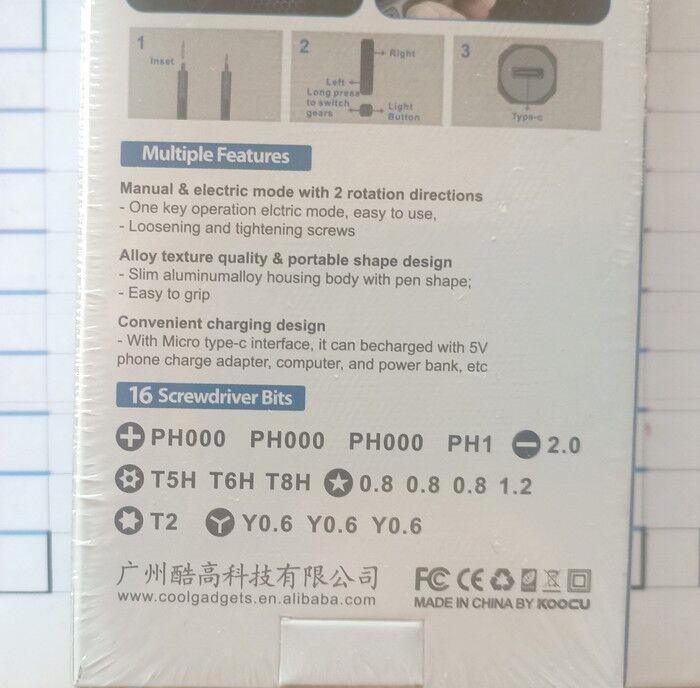 1
Inset
2
Right
Left
Long press
to switch
gears
Light
Button
3
Type-c
Multiple Features
Manual & electric mode with 2 rotation directions
- One key operation elctric mode, easy to use,
- Loosening and tightening screws
Alloy texture quality & portable shape design
- Slim aluminumalloy housing body with pen shape;
- Easy to grip
Convenient charging design
- With Micro type-c interface, it can becharged with 5V
phone charge adapter, computer, and power bank, etc
16 Screwdriver Bits
PH000 PH000 PH000 PH1 2.0
T5H T6H T8H 0.8 0.8 0.8 1.2
T2 Y0.6 Y0.6 Y0.6
广州酷高科技有限公司
www.coolgadgets.en.alibaba.com
FC CE
MADE IN CHINA BY KOOCU